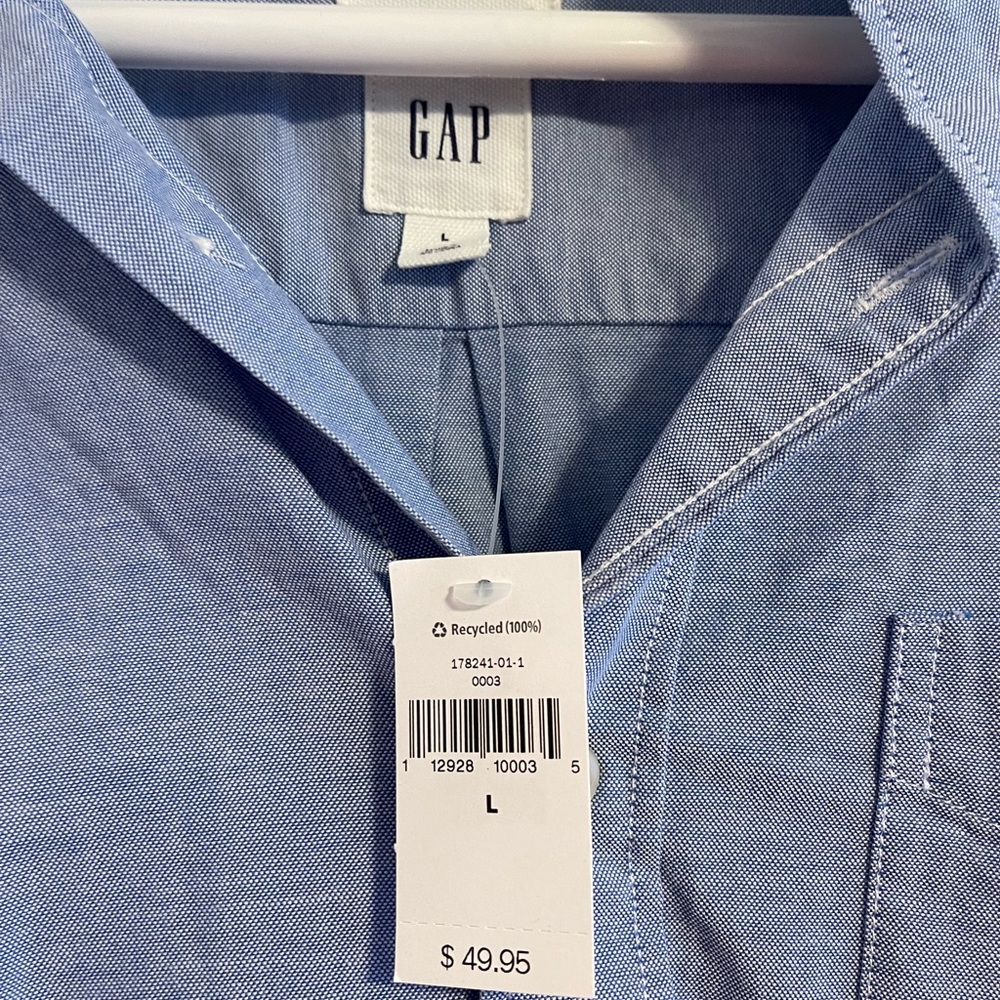 GAP
L
Recycled (100%)
178241-01-1
0003
1 12928 10003 5
L
$ 49.95